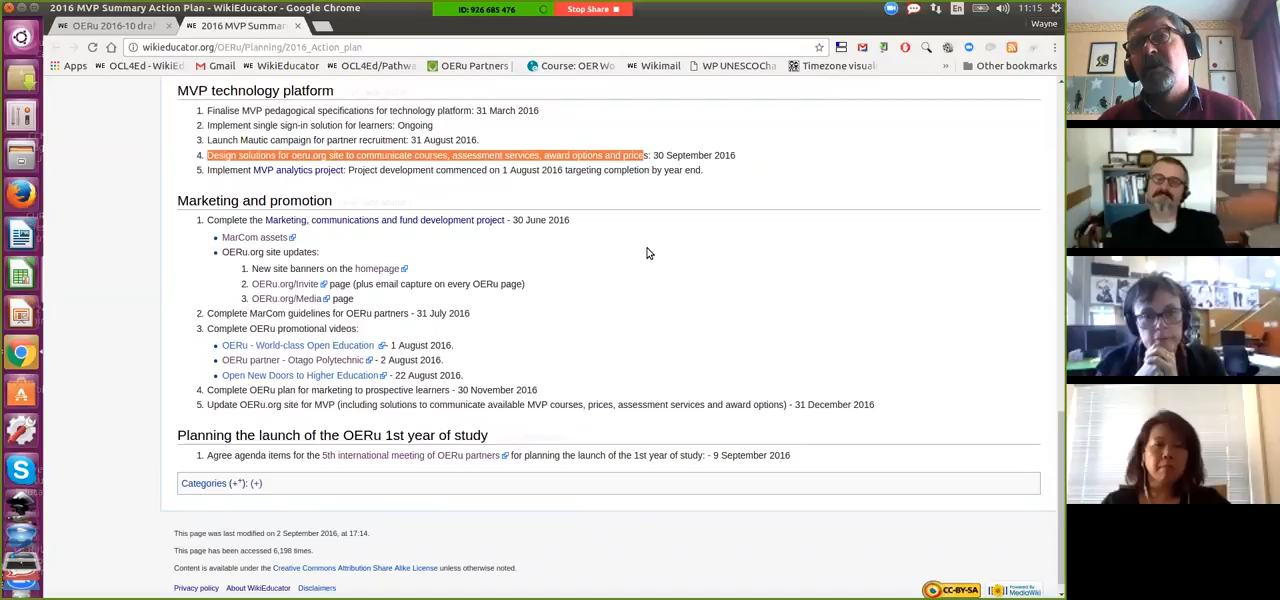 2016 MVP Summary Action Plan - WikiEducator - Google Chrome
ID: 926 685 476
Stop Share
En
11:15
OERu 2016-10 draf
2016 MVP Summar
Wayne
wikieducator.org/OERu/Planning/2016_Action_plan
Apps
WE OCL4Ed - WikiEd
Gmail
WE WikiEducator
WE OCL4Ed/Pathwa
OERu Partners |
Course: OER Wo
WE Wikimail
WP UNESCOCha
Timezone visual
»
Other bookmarks
MVP technology platform
1. Finalise MVP pedagogical specifications for technology platform: 31 March 2016
2. Implement single sign-in solution for learners: Ongoing
3. Launch Mautic campaign for partner recruitment: 31 August 2016.
4. Design solutions for oeru.org site to communicate courses, assessment services, award options and prices: 30 September 2016
5. Implement MVP analytics project: Project development commenced on 1 August 2016 targeting completion by year end.
Marketing and promotion
1. Complete the Marketing, communications and fund development project - 30 June 2016
MarCom assets
OERu.org site updates:
1. New site banners on the homepage
2. OERu.org/Invite page (plus email capture on every OERu page)
3. OERu.org/Media page
2. Complete MarCom guidelines for OERu partners - 31 July 2016
3. Complete OERu promotional videos:
OERu - World-class Open Education - 1 August 2016.
OERu partner - Otago Polytechnic - 2 August 2016.
Open New Doors to Higher Education - 22 August 2016.
4. Complete OERu plan for marketing to prospective learners - 30 November 2016
5. Update OERu.org site for MVP (including solutions to communicate available MVP courses, prices, assessment services and award options) - 31 December 2016
Planning the launch of the OERu 1st year of study
1. Agree agenda items for the 5th international meeting of OERu partners for planning the launch of the 1st year of study: - 9 September 2016
Categories (++): (+)
This page was last modified on 2 September 2016, at 17:14.
This page has been accessed 6,198 times.
Content is available under the Creative Commons Attribution Share Alike License unless otherwise noted.
Privacy policy About WikiEducator Disclaimers
CC-BY-SA
Powered By MediaWiki